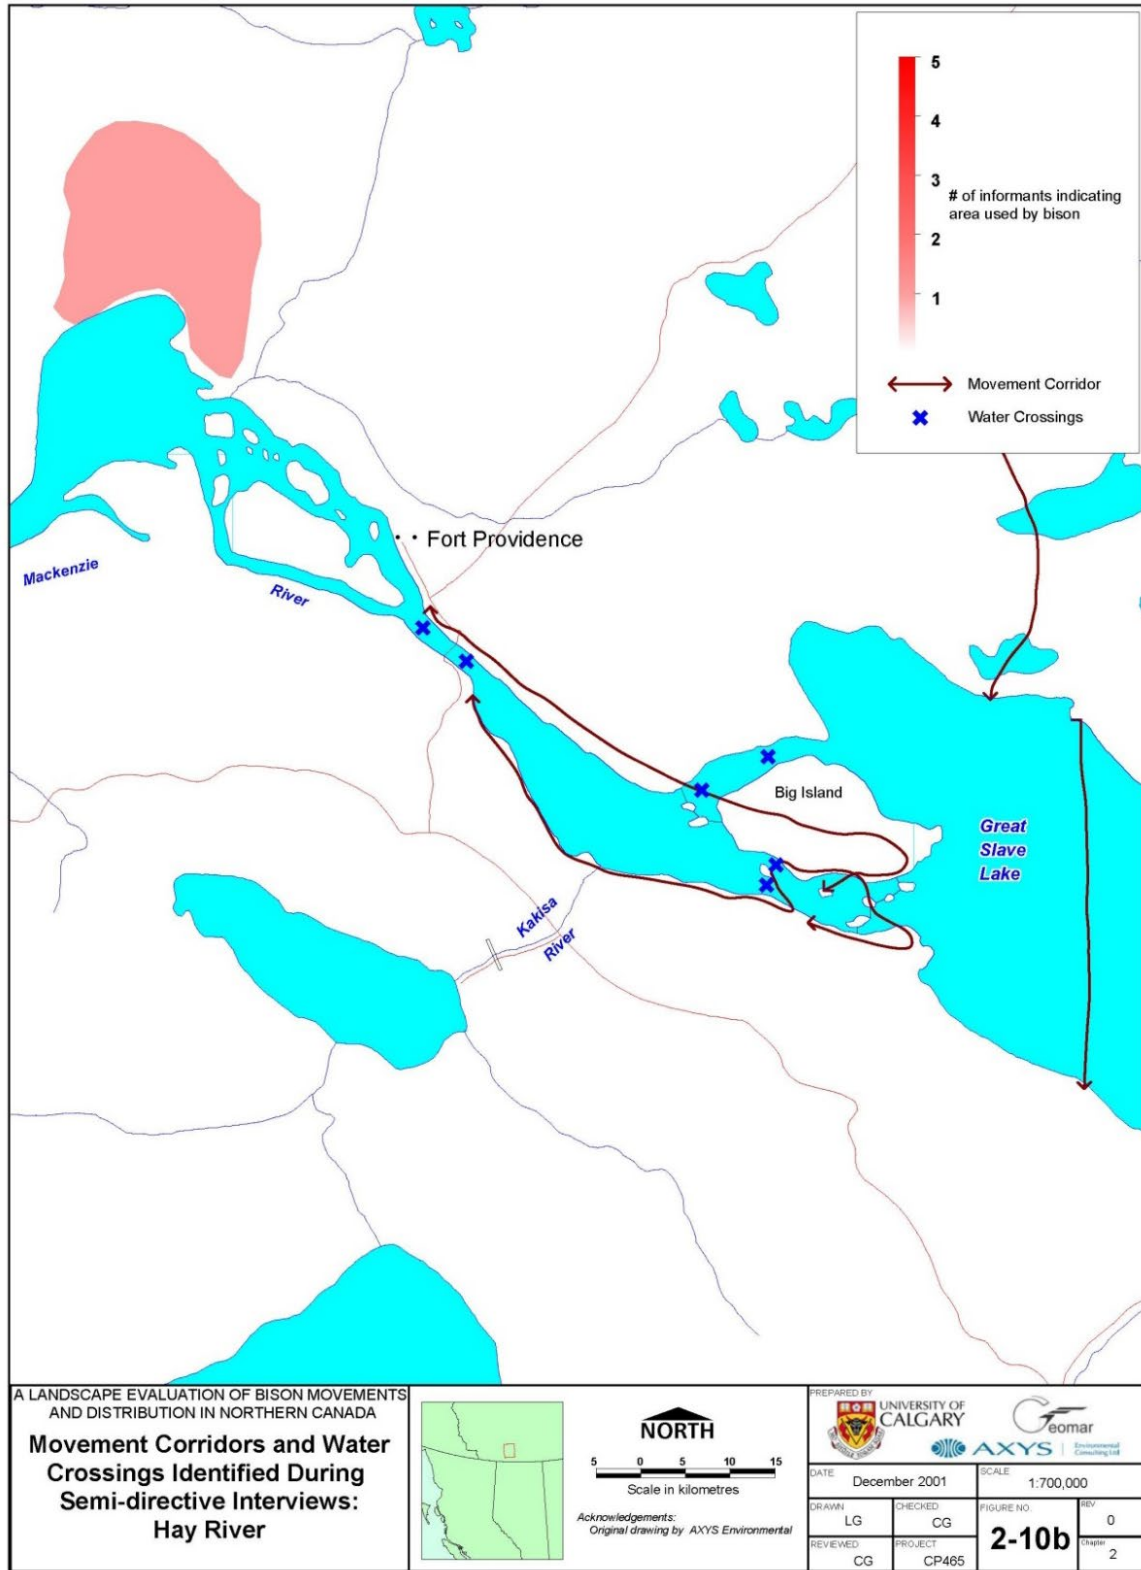 5
4
3
# of informants indicating
area used by bison
2
1
Movement Corridor
Water Crossings
Fort Providence
Mackenzie
River
Big Island
Great
Slave
Lake
Kakisa
River
A LANDSCAPE EVALUATION OF BISON MOVEMENTS
AND DISTRIBUTION IN NORTHERN CANADA
Movement Corridors and Water
Crossings Identified During
Semi-directive Interviews:
Hay River
NORTH
5 0 5 10 15
Scale in kilometres
Acknowledgements:
Original drawing by AXYS Environmental
PREPARED BY
UNIVERSITY OF
CALGARY
Geomar
AXYS
Environmental
Consulting Ltd
DATE
December 2001
SCALE
1:700,000
DRAWN
LG
CHECKED
CG
FIGURE NO.
2-10b
REV
0
REVIEWED
CG
PROJECT
CP465
Chapter
2